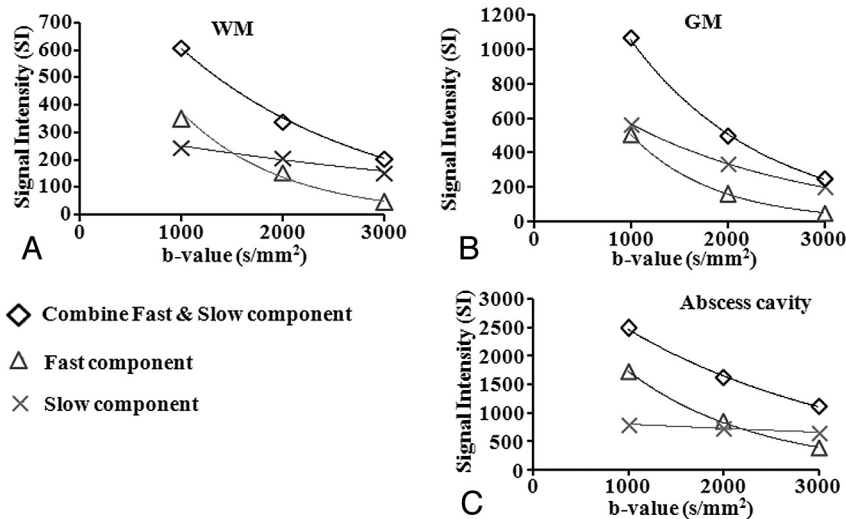 WM
Signal Intensity (SI)
700
600
500
400
300
200
100
0
0 1000 2000 3000
b-value (s/mm²)
A
GM
Signal Intensity (SI)
1200
1000
800
600
400
200
0
0 1000 2000 3000
b-value (s/mm²)
B
Combine Fast & Slow component
Fast component
Slow component
Abscess cavity
Signal Intensity (SI)
3000
2500
2000
1500
1000
500
0
0 1000 2000 3000
b-value (s/mm²)
C